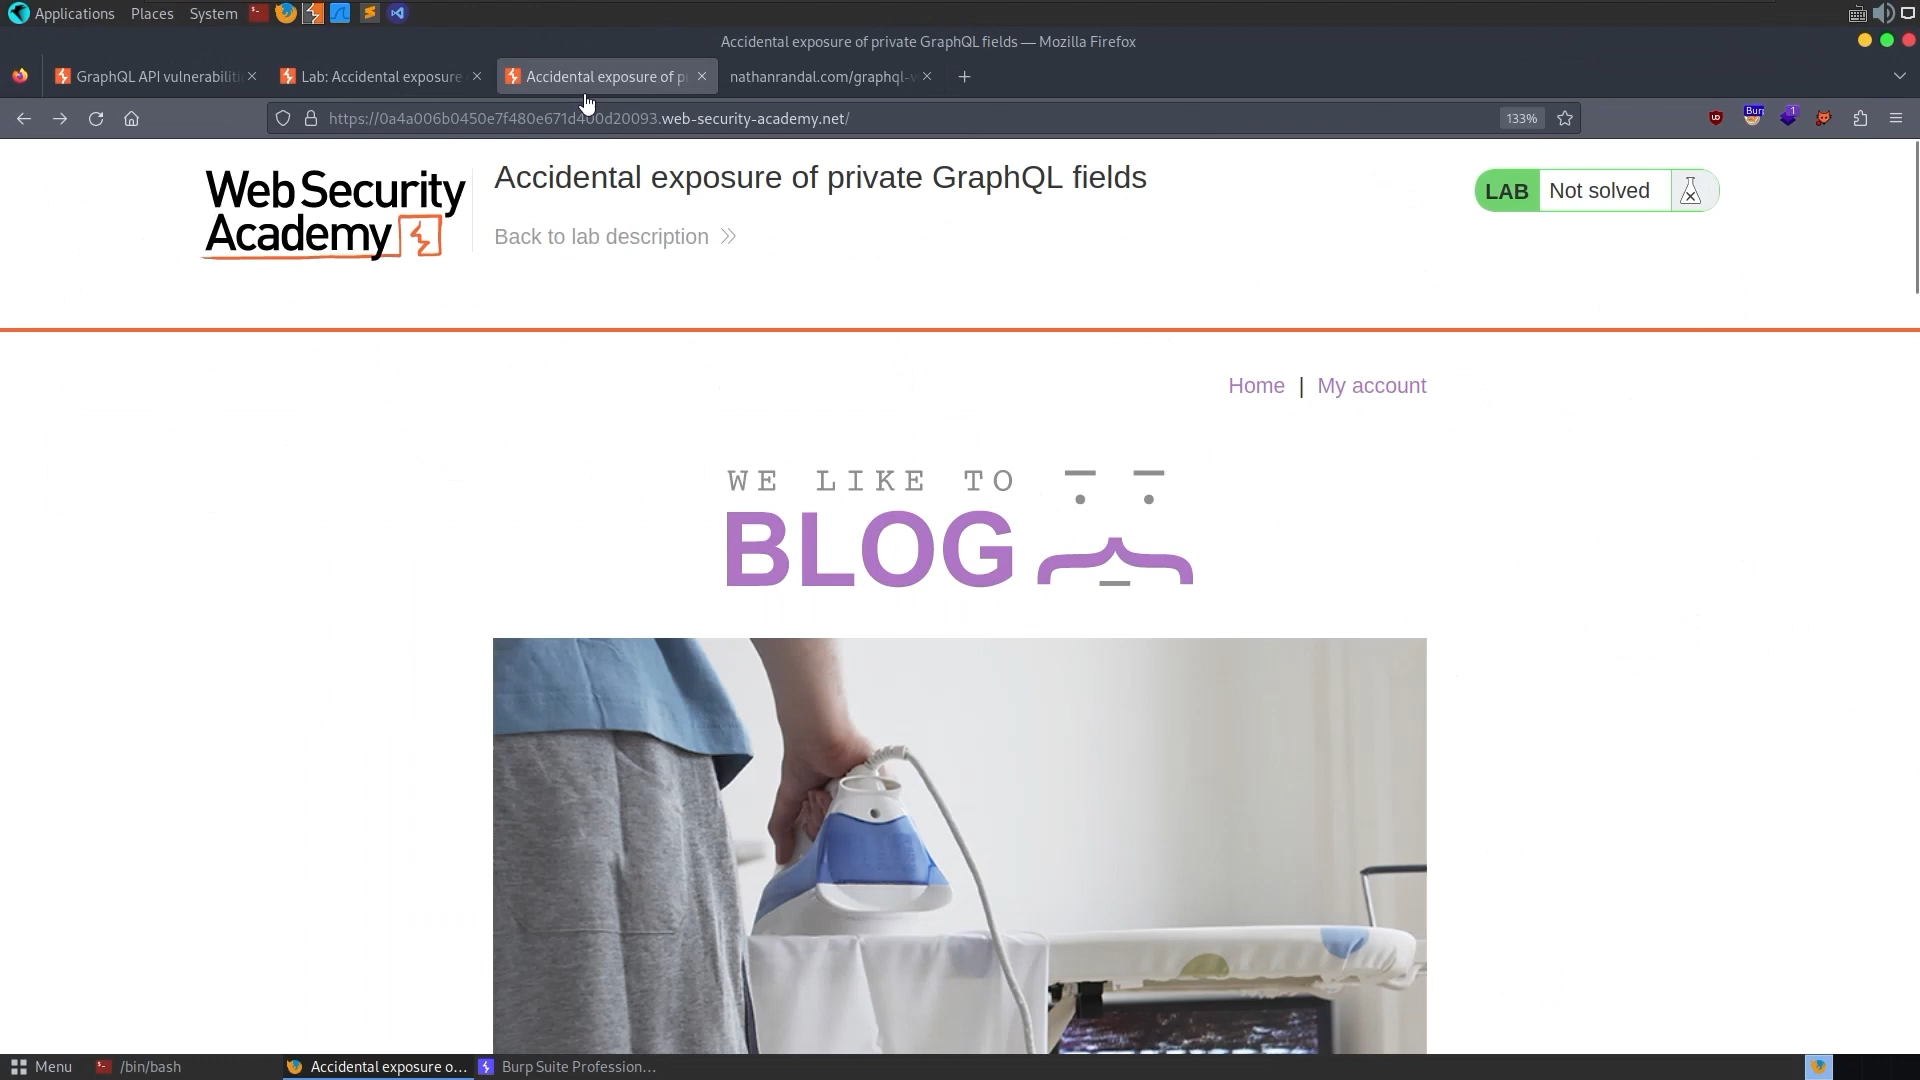 Applications Places System
Accidental exposure of private GraphQL fields — Mozilla Firefox
GraphQL API vulnerabiliti
Lab: Accidental exposure
Accidental exposure of p
nathanrandal.com/graphql-v
https://0a4a006b0450e7f480e671d400d20093.web-security-academy.net/
133%
Bur
1
Web Security
Academy
Accidental exposure of private GraphQL fields
Back to lab description
LAB Not solved
Home | My account
WE LIKE TO
BLOG
Menu
/bin/bash
Accidental exposure o...
Burp Suite Profession...